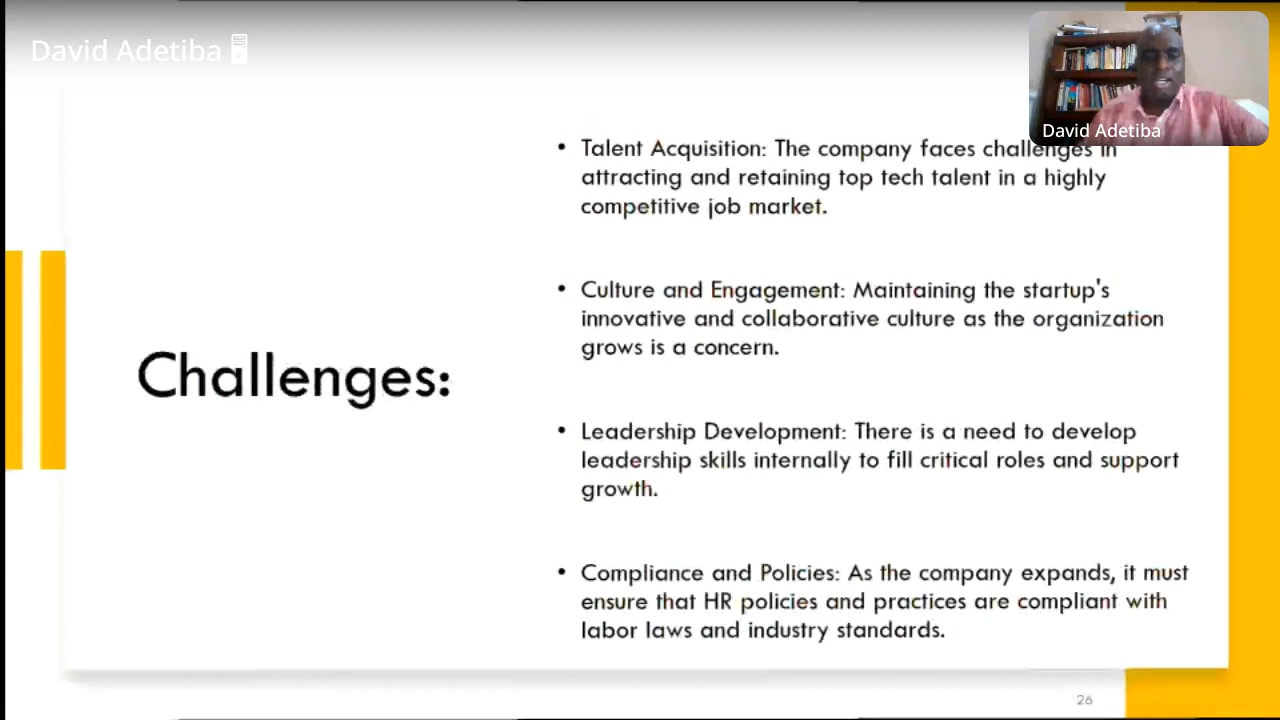 David Adetiba
David Adetiba
• Talent Acquisition: The company faces challenges in
attracting and retaining top tech talent in a highly
competitive job market.
• Culture and Engagement: Maintaining the startup's
innovative and collaborative culture as the organization
grows is a concern.
Challenges:
• Leadership Development: There is a need to develop
leadership skills internally to fill critical roles and support
growth.
• Compliance and Policies: As the company expands, it must
ensure that HR policies and practices are compliant with
labor laws and industry standards.
26